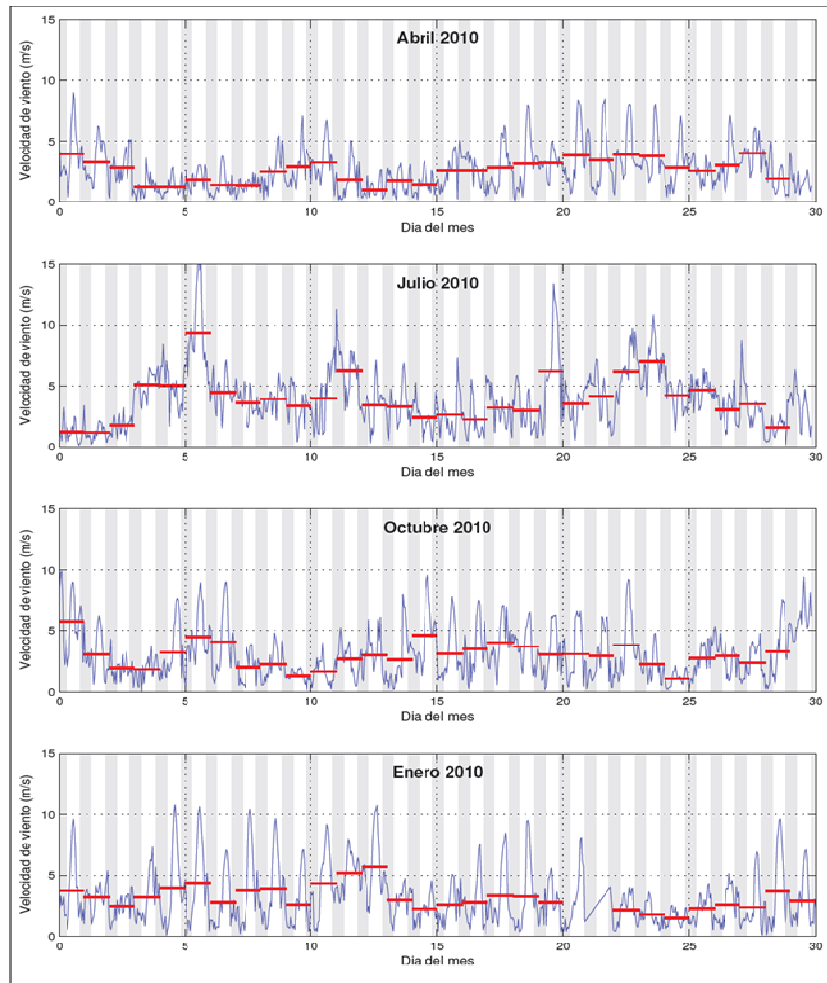 Abril 2010
Velocidad de viento (m/s)
15
10
5
0
0 5 10 15 20 25 30
Dia del mes
Julio 2010
Velocidad de viento (m/s)
15
10
5
0
0 5 10 15 20 25 30
Dia del mes
Octubre 2010
Velocidad de viento (m/s)
15
10
5
0
0 5 10 15 20 25 30
Dia del mes
Enero 2010
Velocidad de viento (m/s)
15
10
5
0
0 5 10 15 20 25 30
Dia del mes